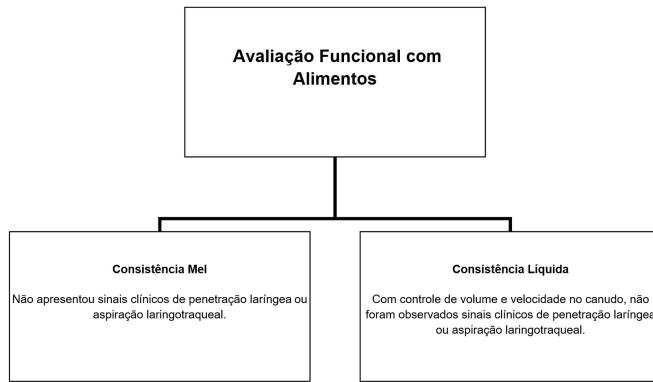 Avaliação Funcional com
Alimentos
Consistência Mel
Não apresentou sinais clínicos de penetração laríngea ou
aspiração laringotraqueal.
Consistência Líquida
Com controle de volume e velocidade no canudo, não
foram observados sinais clínicos de penetração laríngea
ou aspiração laringotraqueal.